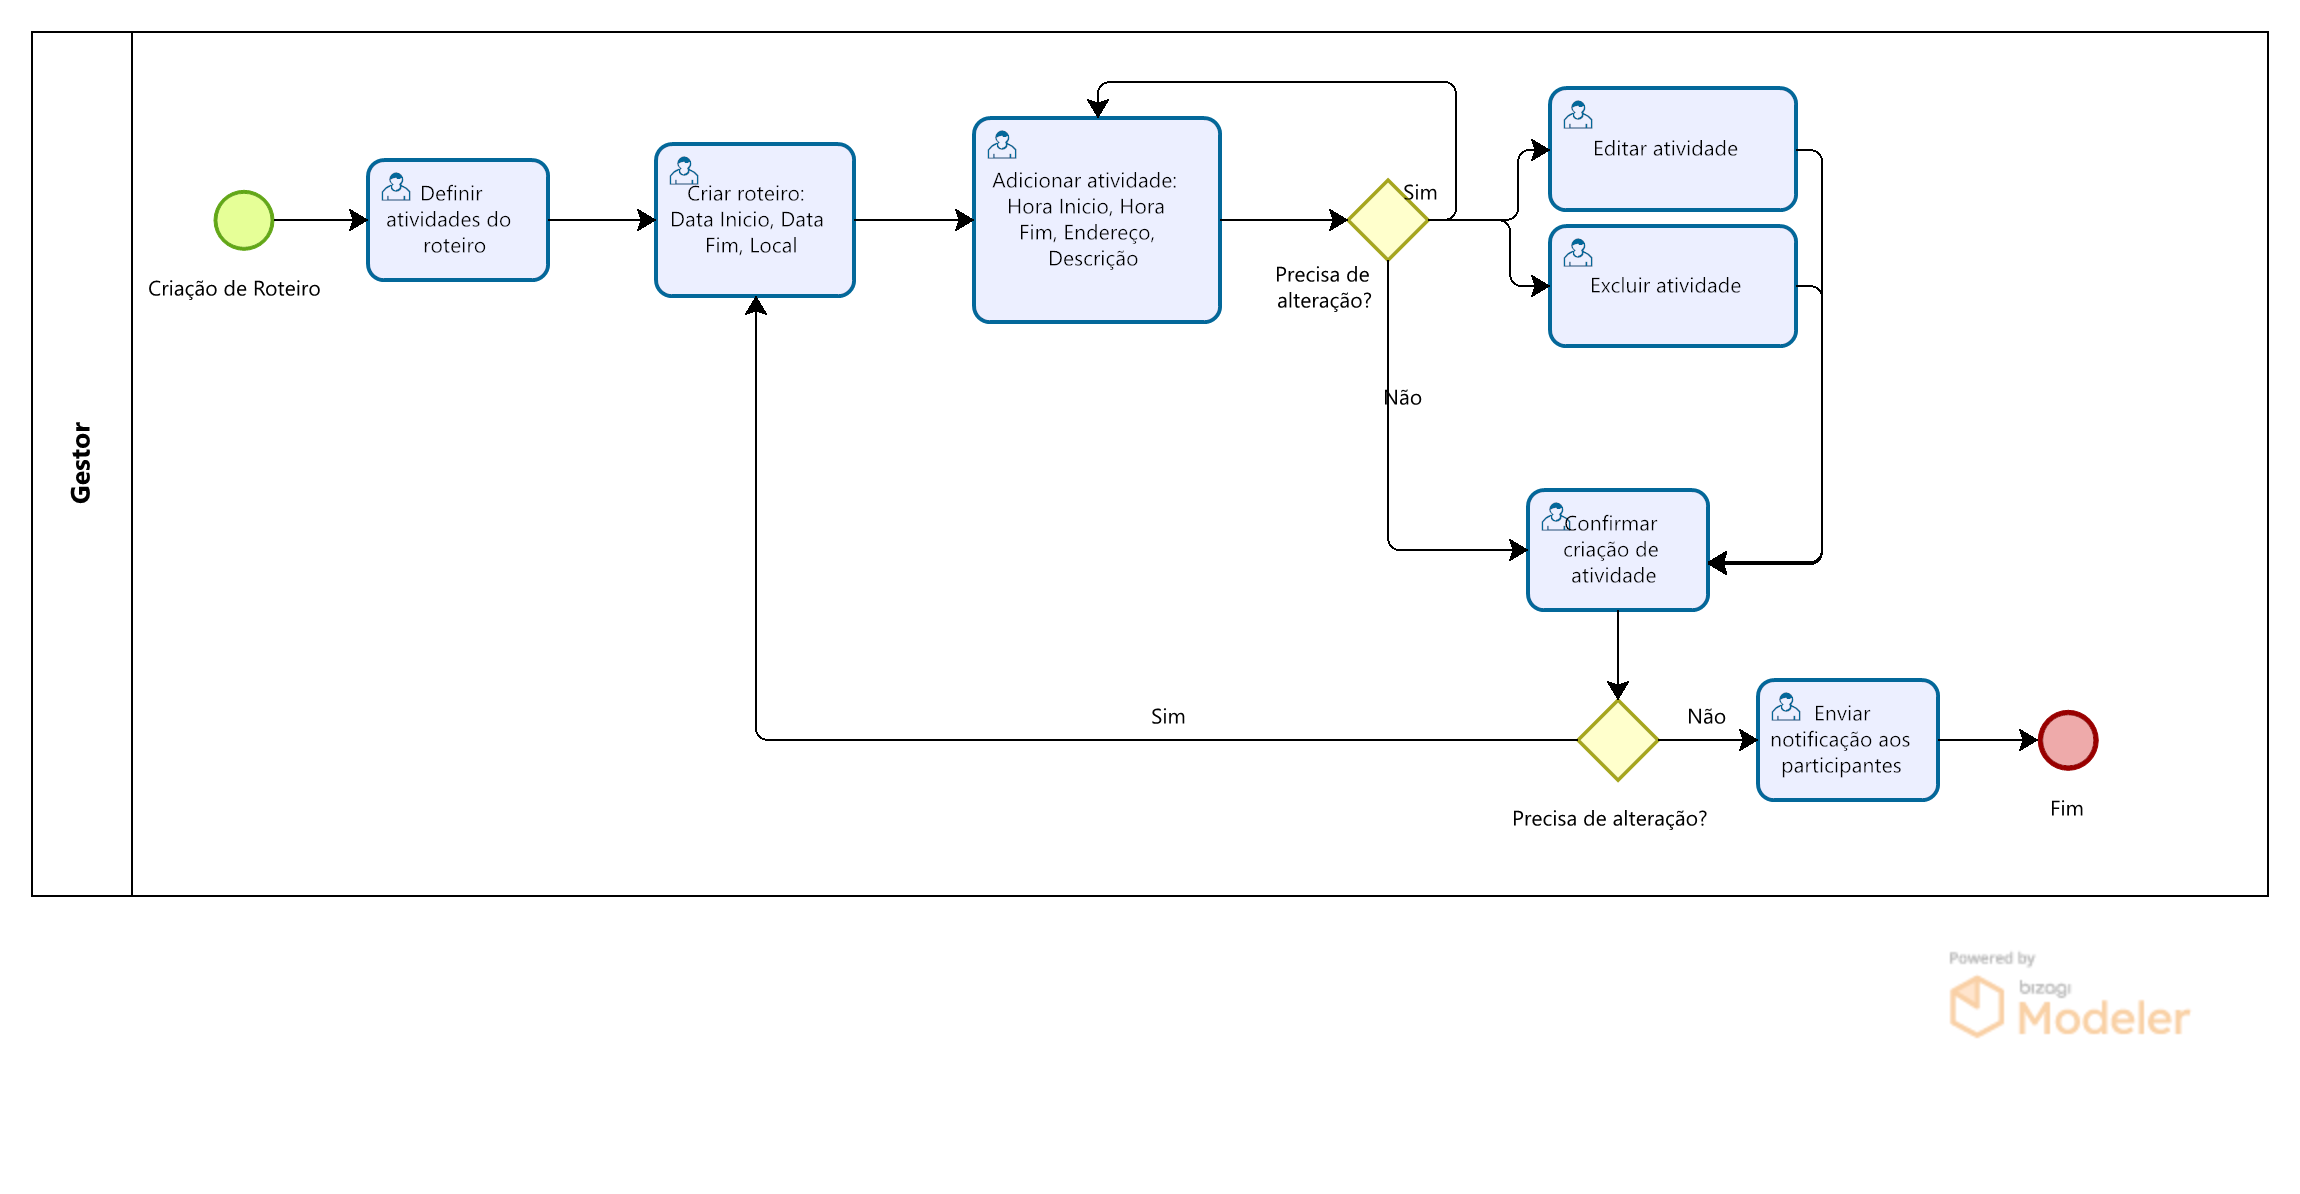 Gestor
Criação de Roteiro
Definir
atividades do
roteiro
Criar roteiro:
Data Inicio, Data
Fim, Local
Adicionar atividade:
Hora Inicio, Hora
Fim, Endereço,
Descrição
Precisa de
alteração?
Sim
Editar atividade
Excluir atividade
Não
Confirmar
criação de
atividade
Sim
Precisa de alteração?
Não
Enviar
notificação aos
participantes
Fim
Powered by
bizagi
Modeler